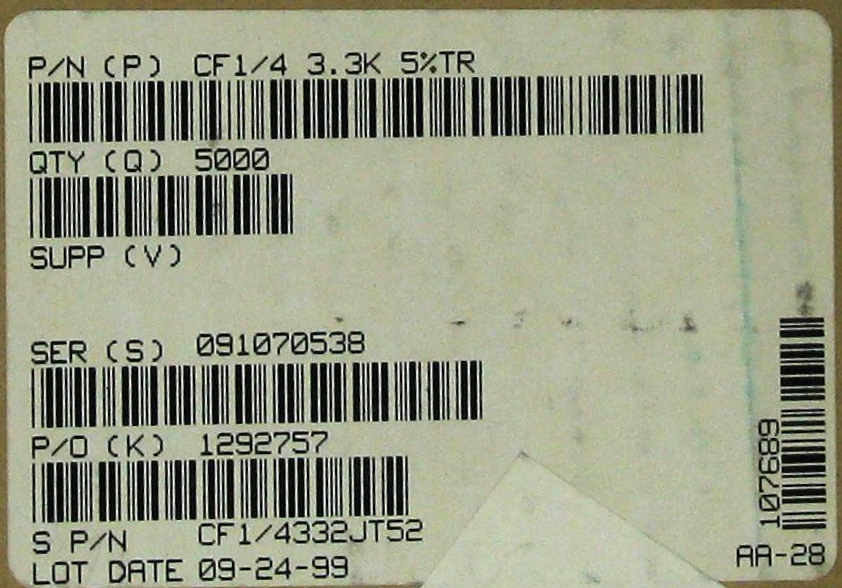 P/N (P) CF1/4 3.3K 5%TR
QTY (Q) 5000
SUPP (V)
SER (S) 091070538
P/O (K) 1292757
S P/N CF1/4332JT52
LOT DATE 09-24-99
107689
AA-28